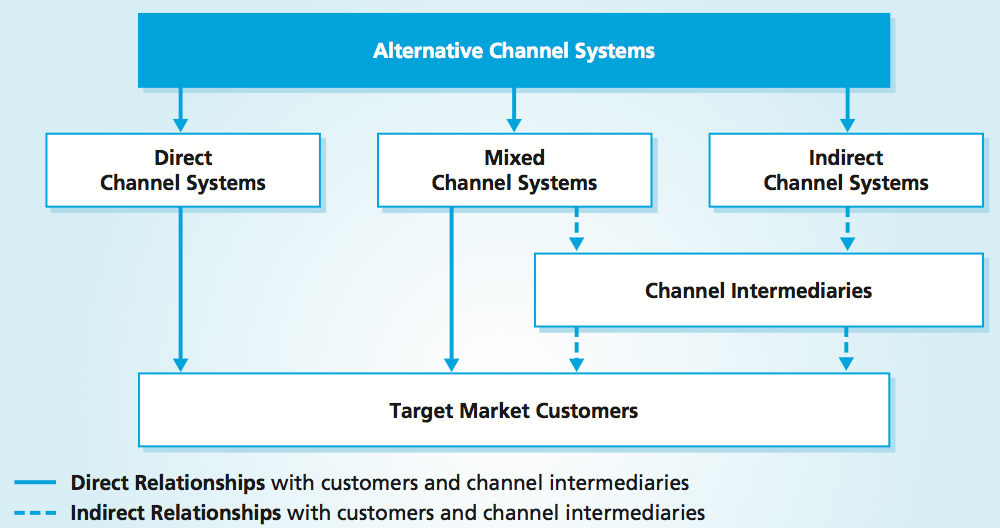 Alternative Channel Systems
Direct
Channel Systems
Mixed
Channel Systems
Indirect
Channel Systems
Channel Intermediaries
Target Market Customers
Direct Relationships with customers and channel intermediaries
Indirect Relationships with customers and channel intermediaries